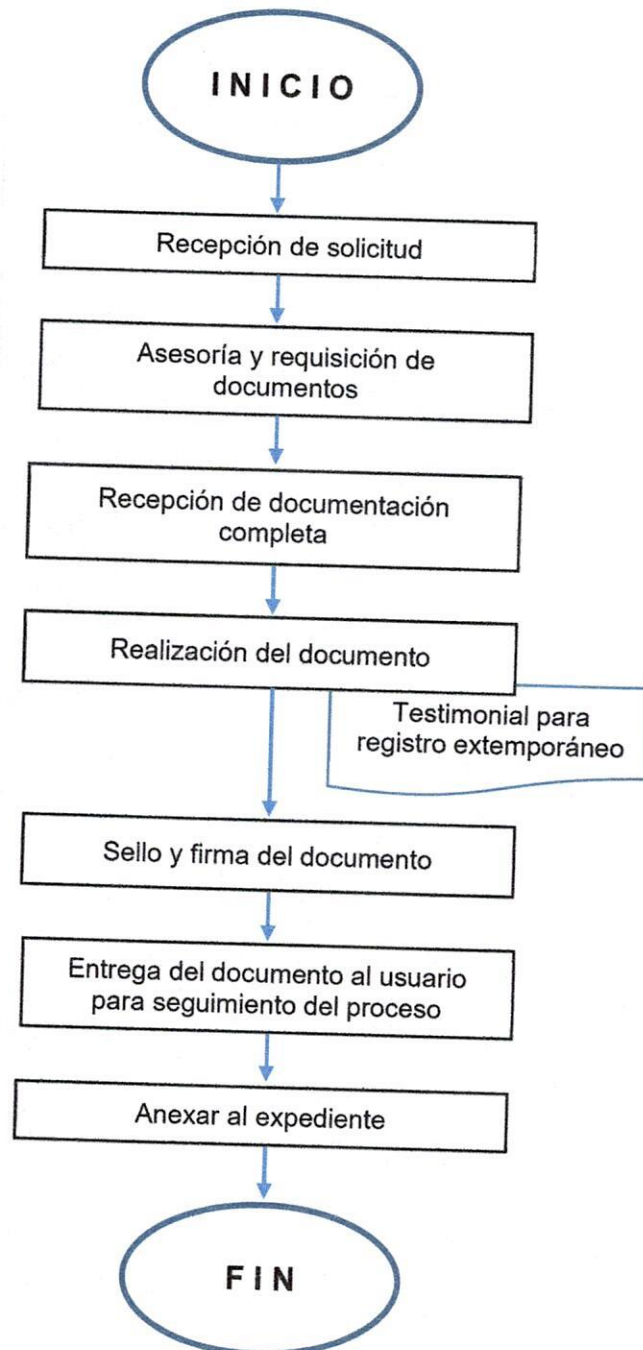 INICIO
Recepción de solicitud
Asesoría y requisición de
documentos
Recepción de documentación
completa
Realización del documento
Testimonial para
registro extemporáneo
Sello y firma del documento
Entrega del documento al usuario
para seguimiento del proceso
Anexar al expediente
FIN